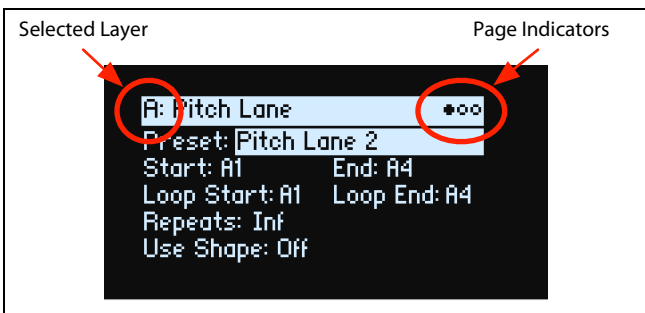 Selected Layer Page Indicators
A: Pitch Lane
Preset: Pitch Lane 2
Start: A1 End: A4
Loop Start: A1 Loop End: A4
Repeats: Inf
Use Shape: Off